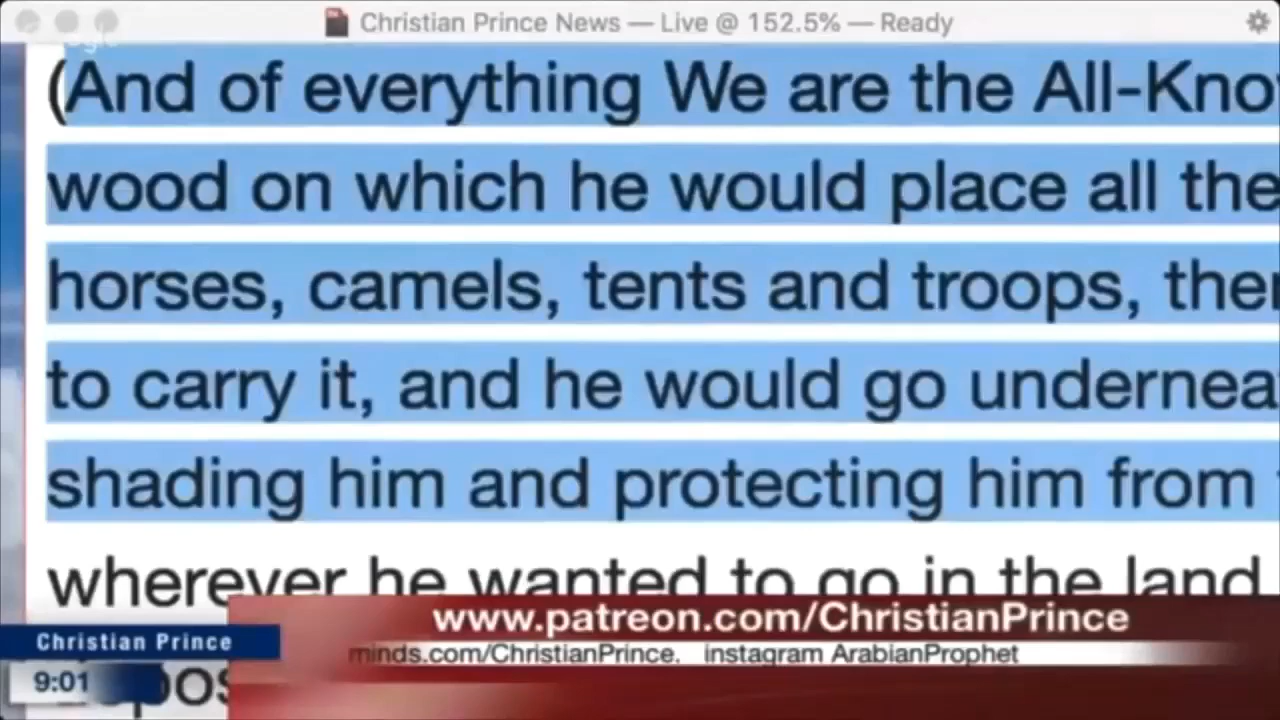 Christian Prince News — Live @ 152.5% — Ready
(And of everything We are the All-Kno
wood on which he would place all the
horses, camels, tents and troops, the
to carry it, and he would go undernea
shading him and protecting him from
wherever he wanted to go in the land
www.patreon.com/ChristianPrince
Christian Prince
minds.com/ChristianPrince. instagram ArabianProphet
9:01